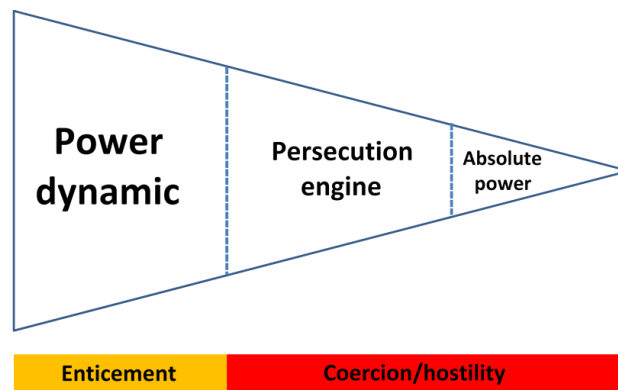 Power
dynamic
Persecution
engine
Absolute
power
Enticement
Coercion/hostility